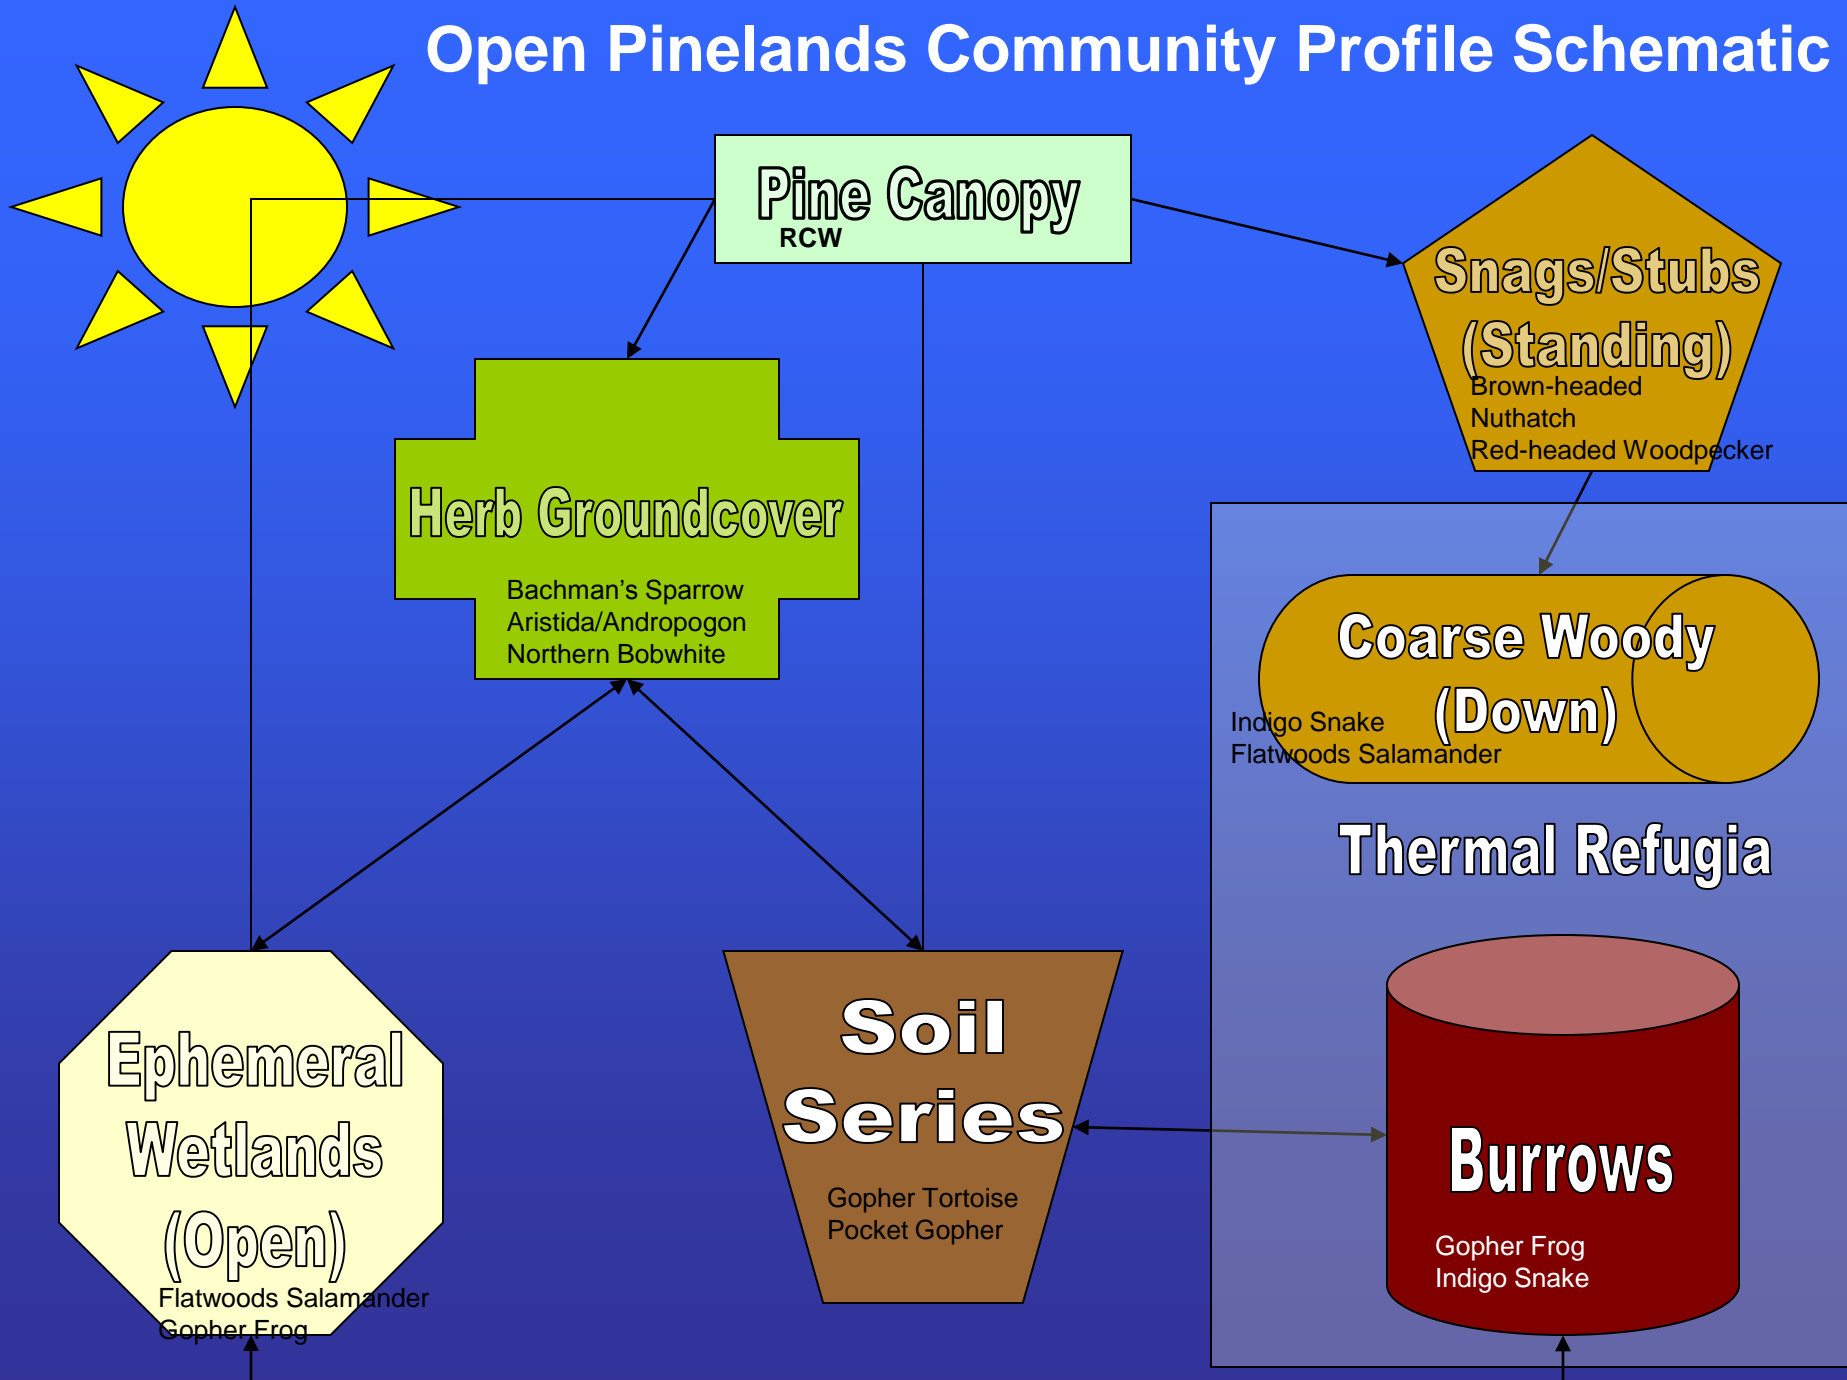 Open Pinelands Community Profile Schematic
Pine Canopy
RCW
Snags/Stubs
(Standing)
Brown-headed
Nuthatch
Red-headed Woodpecker
Herb Groundcover
Bachman's Sparrow
Aristida/Andropogon
Northern Bobwhite
Coarse Woody
(Down)
Indigo Snake
Flatwoods Salamander
Thermal Refugia
Ephemeral
Wetlands
(Open)
Flatwoods Salamander
Gopher Frog
Soil
Series
Gopher Tortoise
Pocket Gopher
Burrows
Gopher Frog
Indigo Snake